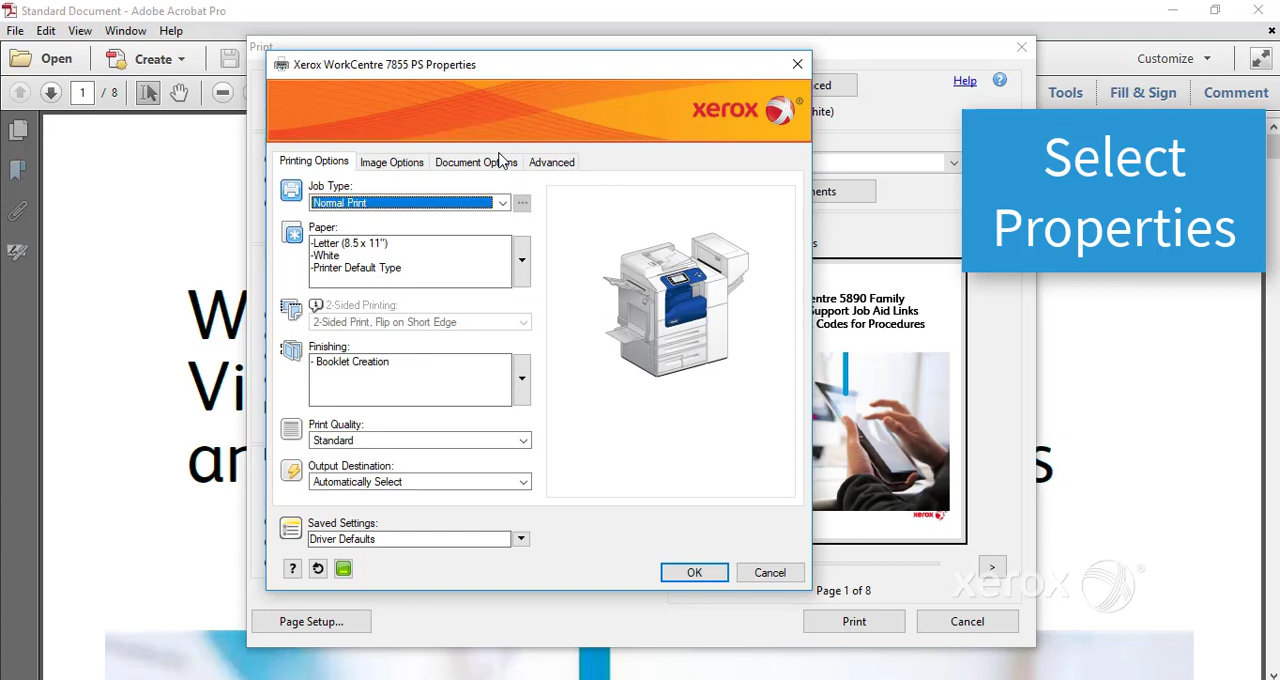 Standard Document - Adobe Acrobat Pro
File Edit View Window Help
Open Create Customize
1 / 8 Tools Fill & Sign Comment
Print
Help
Xerox WorkCentre 7855 PS Properties
xerox
Printing Options Image Options Document Options Advanced
Job Type:
Normal Print
Paper:
-Letter (8.5 x 11")
-White
-Printer Default Type
2-Sided Printing:
2-Sided Print, Flip on Short Edge
Finishing:
- Booklet Creation
Print Quality:
Standard
Output Destination:
Automatically Select
Saved Settings:
Driver Defaults
?
OK Cancel
Select
Properties
entre 5890 Family
Support Job Aid Links
Codes for Procedures
xerox
>
xerox
Page 1 of 8
Page Setup... Print Cancel